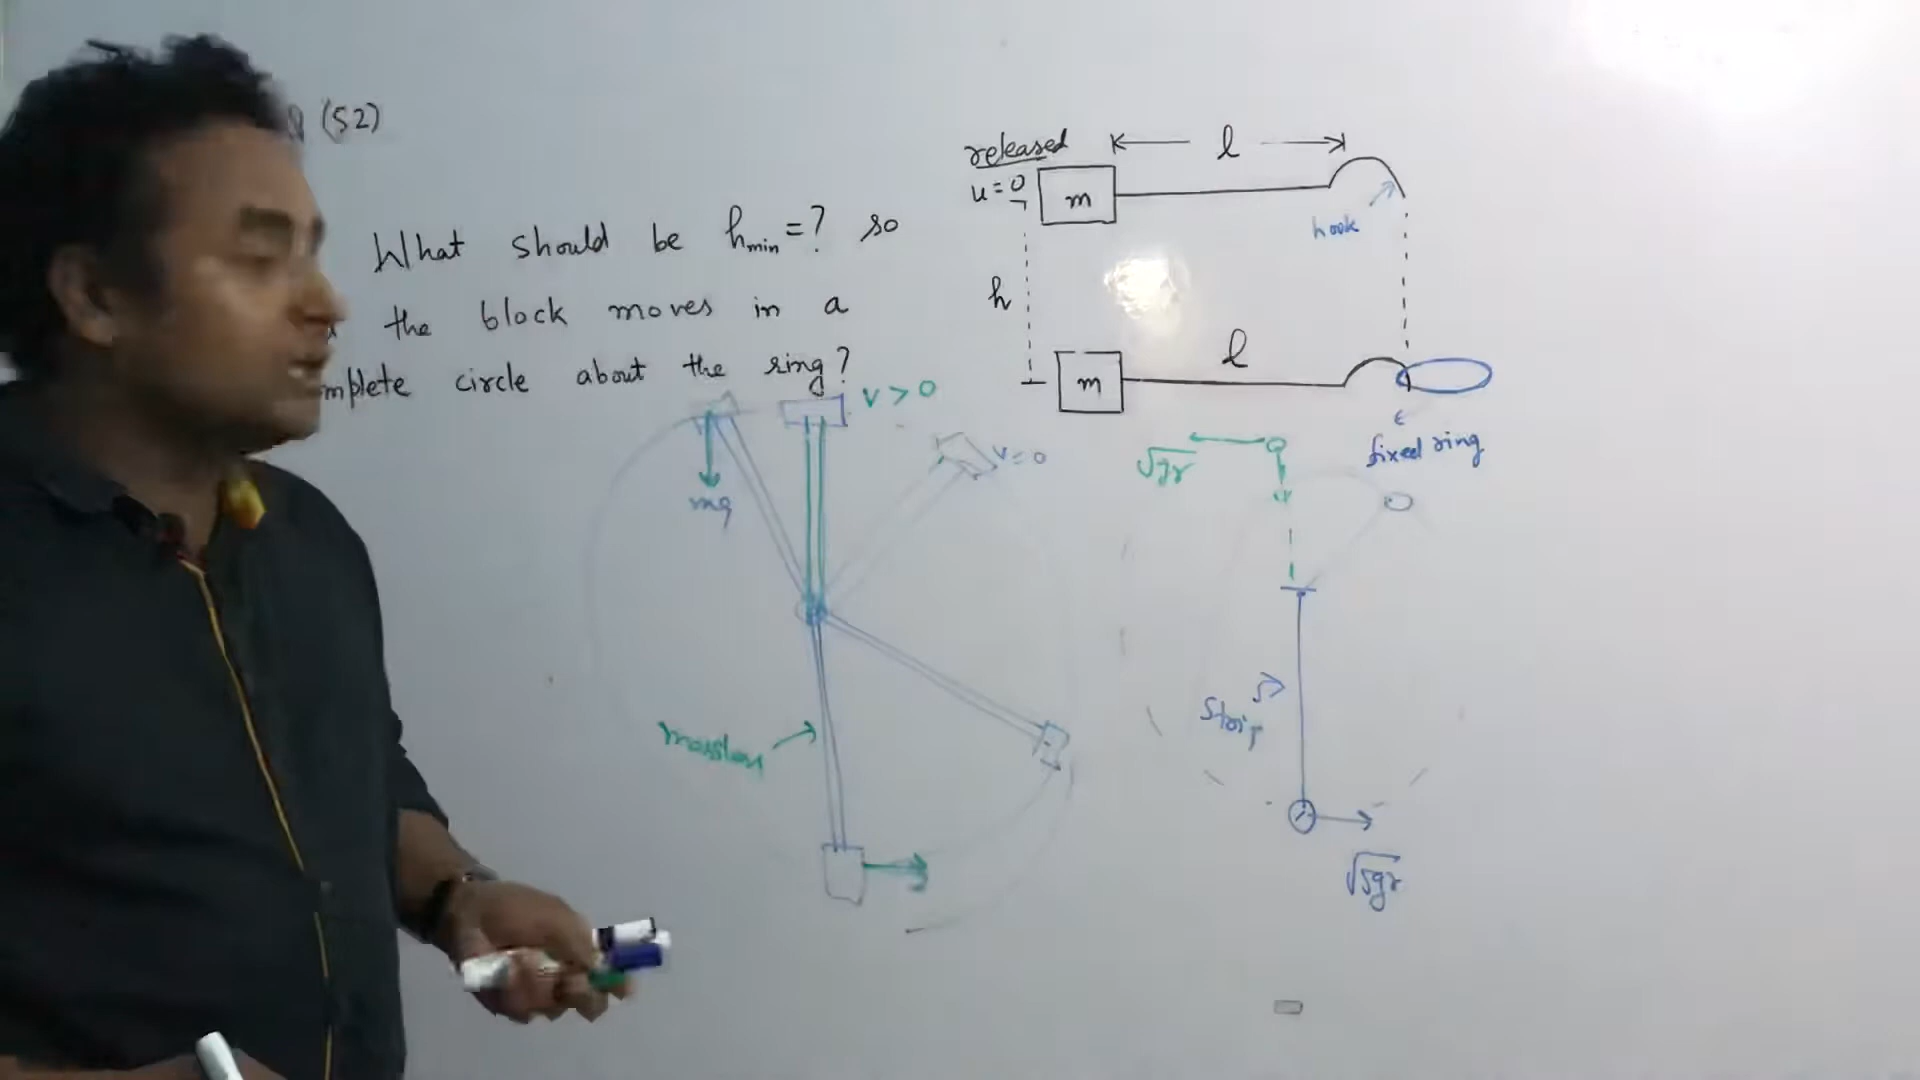 (52)
What should be hmin=? so
the block moves in a
mplete circle about the ring?
released
u=0
m
l
hook
h
m
l
fixed ring
v>0
v=0
mg
√gr
massless
√5gr